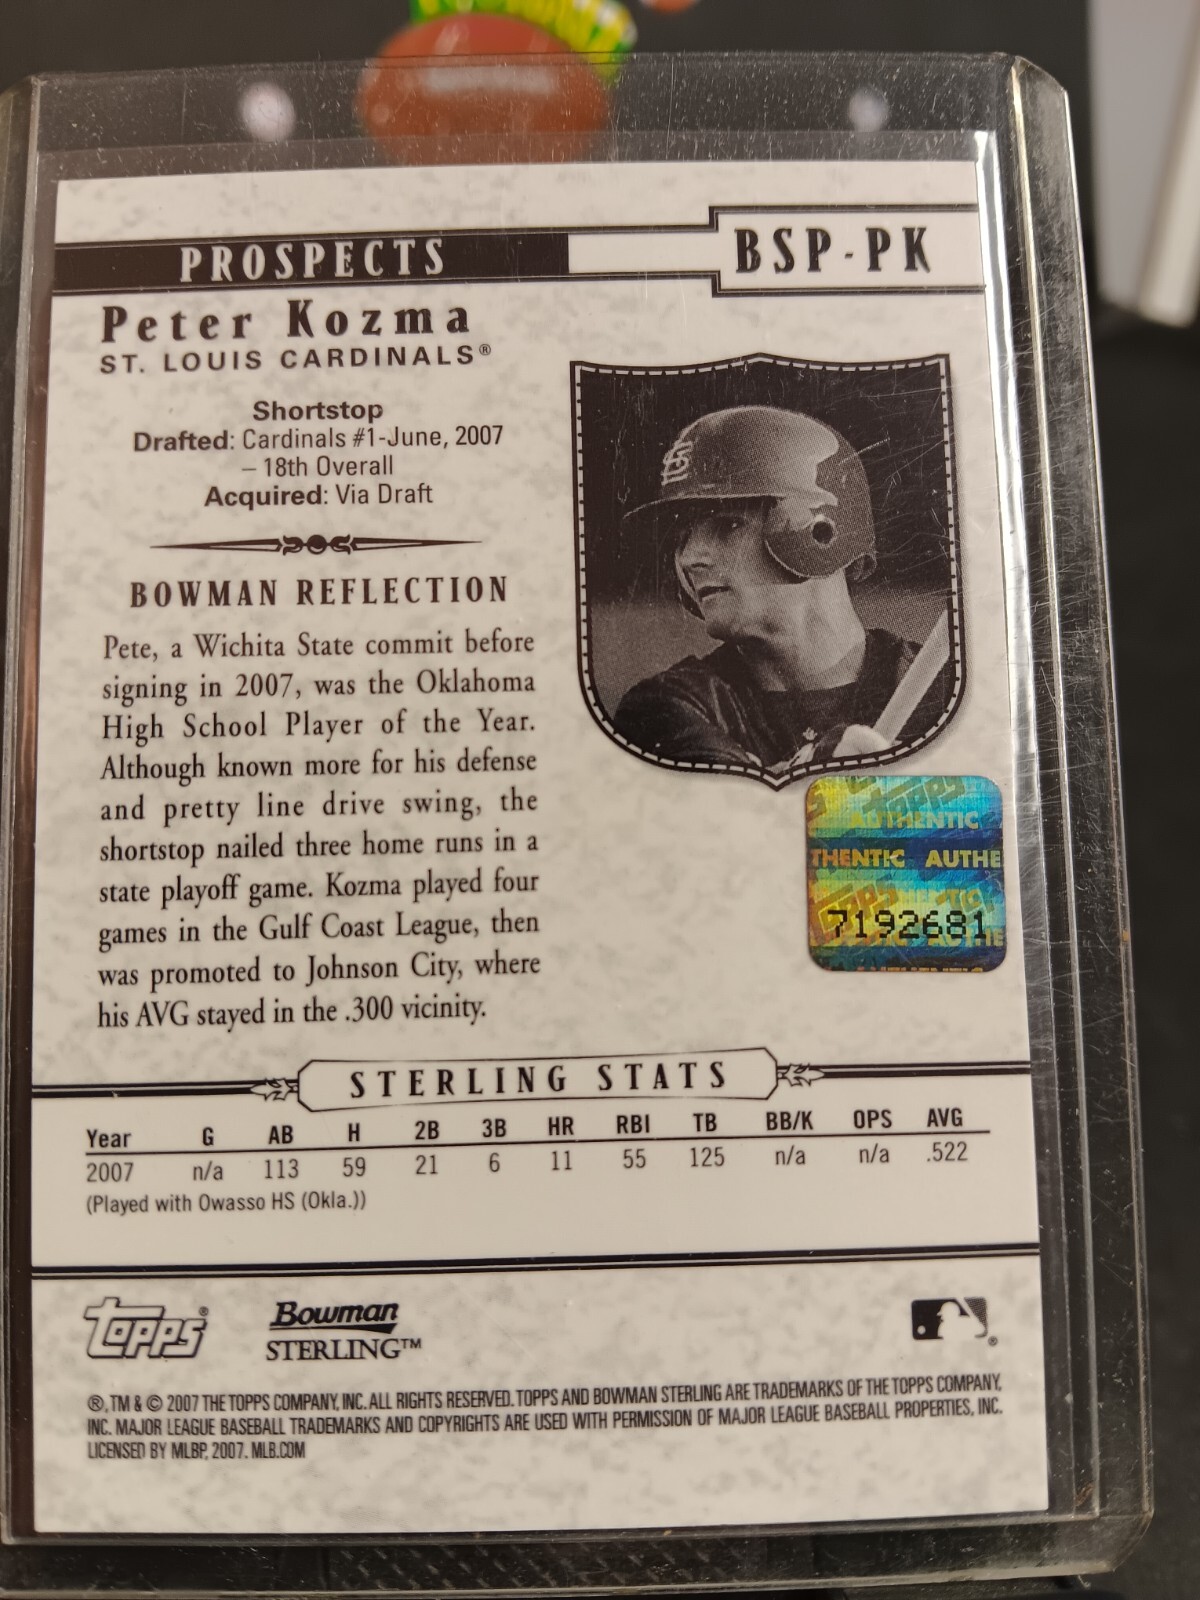 PROSPECTS
BSP-PK
Peter Kozma
ST. LOUIS CARDINALS®
Shortstop
Drafted: Cardinals #1-June, 2007
– 18th Overall
Acquired: Via Draft
BOWMAN REFLECTION
Pete, a Wichita State commit before
signing in 2007, was the Oklahoma
High School Player of the Year.
Although known more for his defense
and pretty line drive swing, the
shortstop nailed three home runs in a
state playoff game. Kozma played four
games in the Gulf Coast League, then
was promoted to Johnson City, where
his AVG stayed in the .300 vicinity.
Topps
AUTHENTIC
THENTIC AUTHE
7192681
STERLING STATS
Year G AB H 2B 3B HR RBI TB BB/K OPS AVG
2007 n/a 113 59 21 6 11 55 125 n/a n/a .522
(Played with Owasso HS (Okla.))
Topps®
Bowman
STERLING™
®, TM & © 2007 THE TOPPS COMPANY, INC. ALL RIGHTS RESERVED. TOPPS AND BOWMAN STERLING ARE TRADEMARKS OF THE TOPPS COMPANY,
INC. MAJOR LEAGUE BASEBALL TRADEMARKS AND COPYRIGHTS ARE USED WITH PERMISSION OF MAJOR LEAGUE BASEBALL PROPERTIES, INC.
LICENSED BY MLBP, 2007. MLB.COM